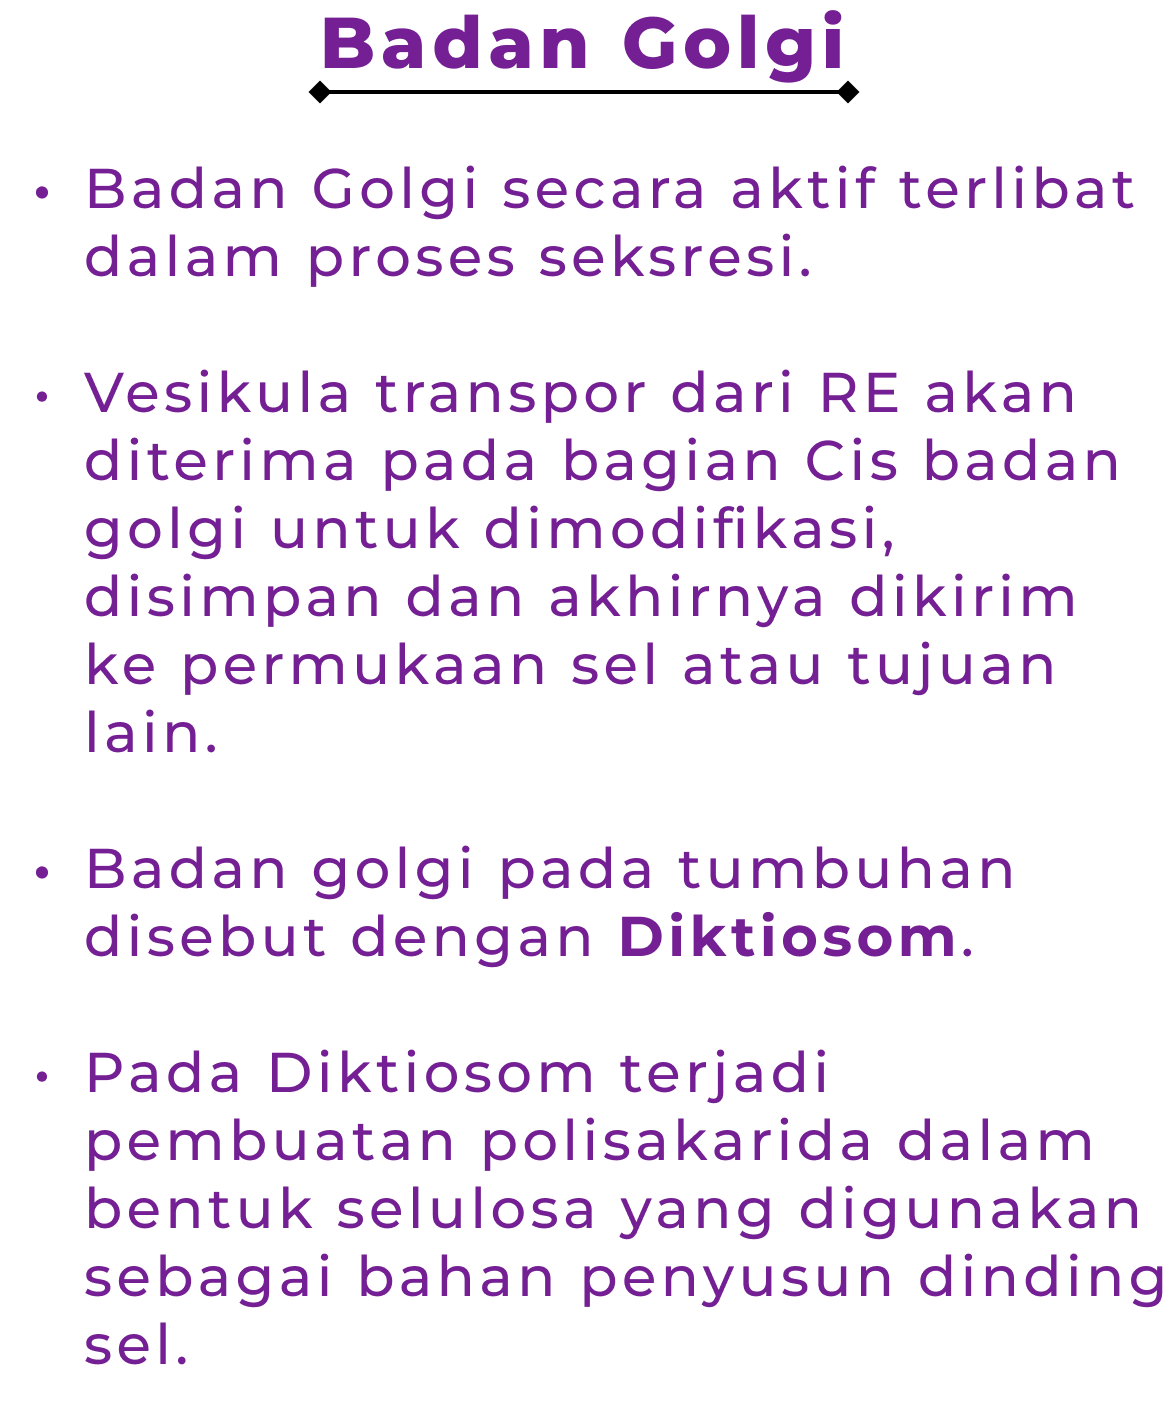 Badan Golgi
• Badan Golgi secara aktif terlibat
dalam proses seksresi.
• Vesikula transpor dari RE akan
diterima pada bagian Cis badan
golgi untuk dimodifikasi,
disimpan dan akhirnya dikirim
ke permukaan sel atau tujuan
lain.
• Badan golgi pada tumbuhan
disebut dengan Diktiosom.
• Pada Diktiosom terjadi
pembuatan polisakarida dalam
bentuk selulosa yang digunakan
sebagai bahan penyusun dinding
sel.